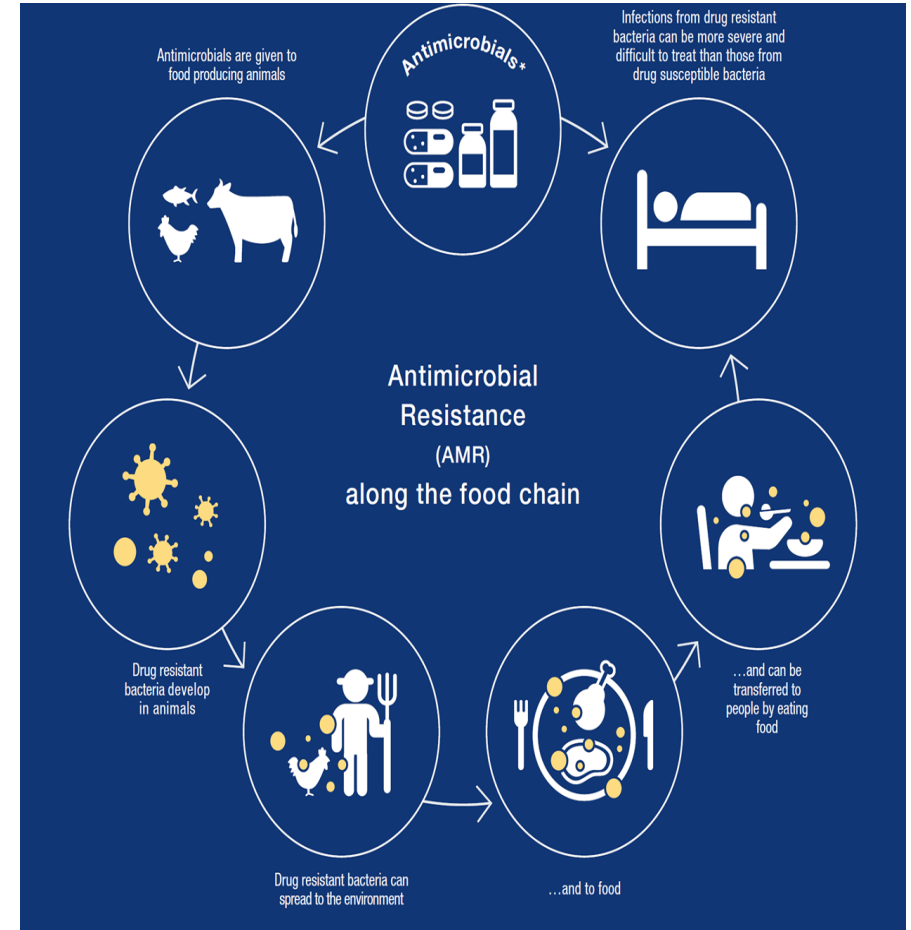 Antimicrobials*
Antimicrobials are given to
food producing animals
Drug resistant
bacteria develop
in animals
Drug resistant bacteria can
spread to the environment
...and to food
...and can be
transferred to
people by eating
food
Infections from drug resistant
bacteria can be more severe and
difficult to treat than those from
drug susceptible bacteria
Antimicrobial
Resistance
(AMR)
along the food chain